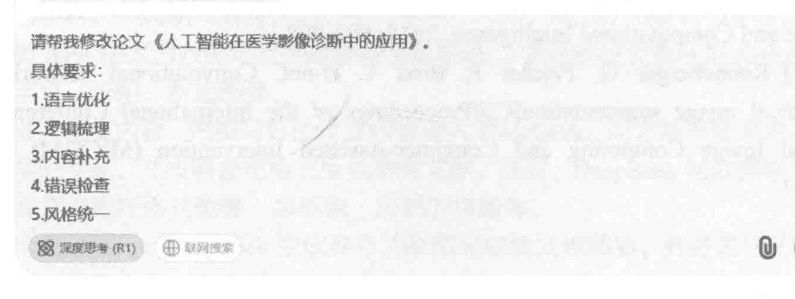 请帮我修改论文《人工智能在医学影像诊断中的应用》。
具体要求：
1.语言优化
2.逻辑梳理
3.内容补充
4.错误检查
5.风格统一
深度思考 (R1) 联网搜索